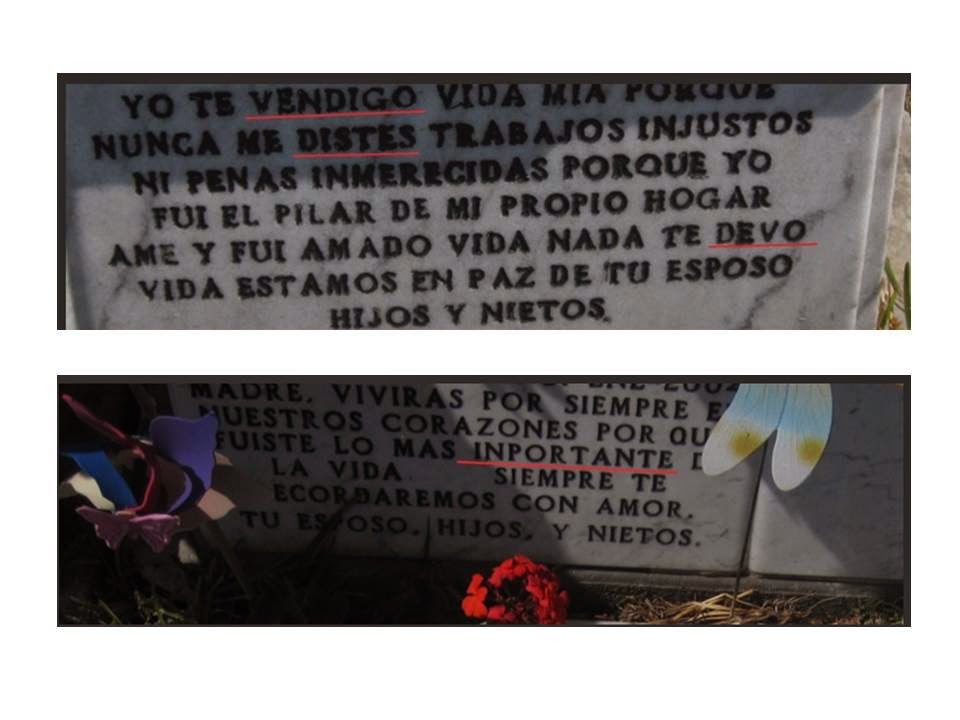 YO TE VENDIGO VIDA MIA PORQUE
NUNCA ME DISTES TRABAJOS INJUSTOS
NI PENAS INMERECIDAS PORQUE YO
FUI EL PILAR DE MI PROPIO HOGAR
AME Y FUI AMADO VIDA NADA TE DEVO
VIDA ESTAMOS EN PAZ DE TU ESPOSO
HIJOS Y NIETOS.
ENE 2002
MADRE, VIVIRAS POR SIEMPRE
NUESTROS CORAZONES POR
FUISTE LO MAS INPORTANTE
LA VIDA SIEMPRE TE
ECORDAREMOS CON AMOR.
TU ESPOSO, HIJOS, Y NIETOS.